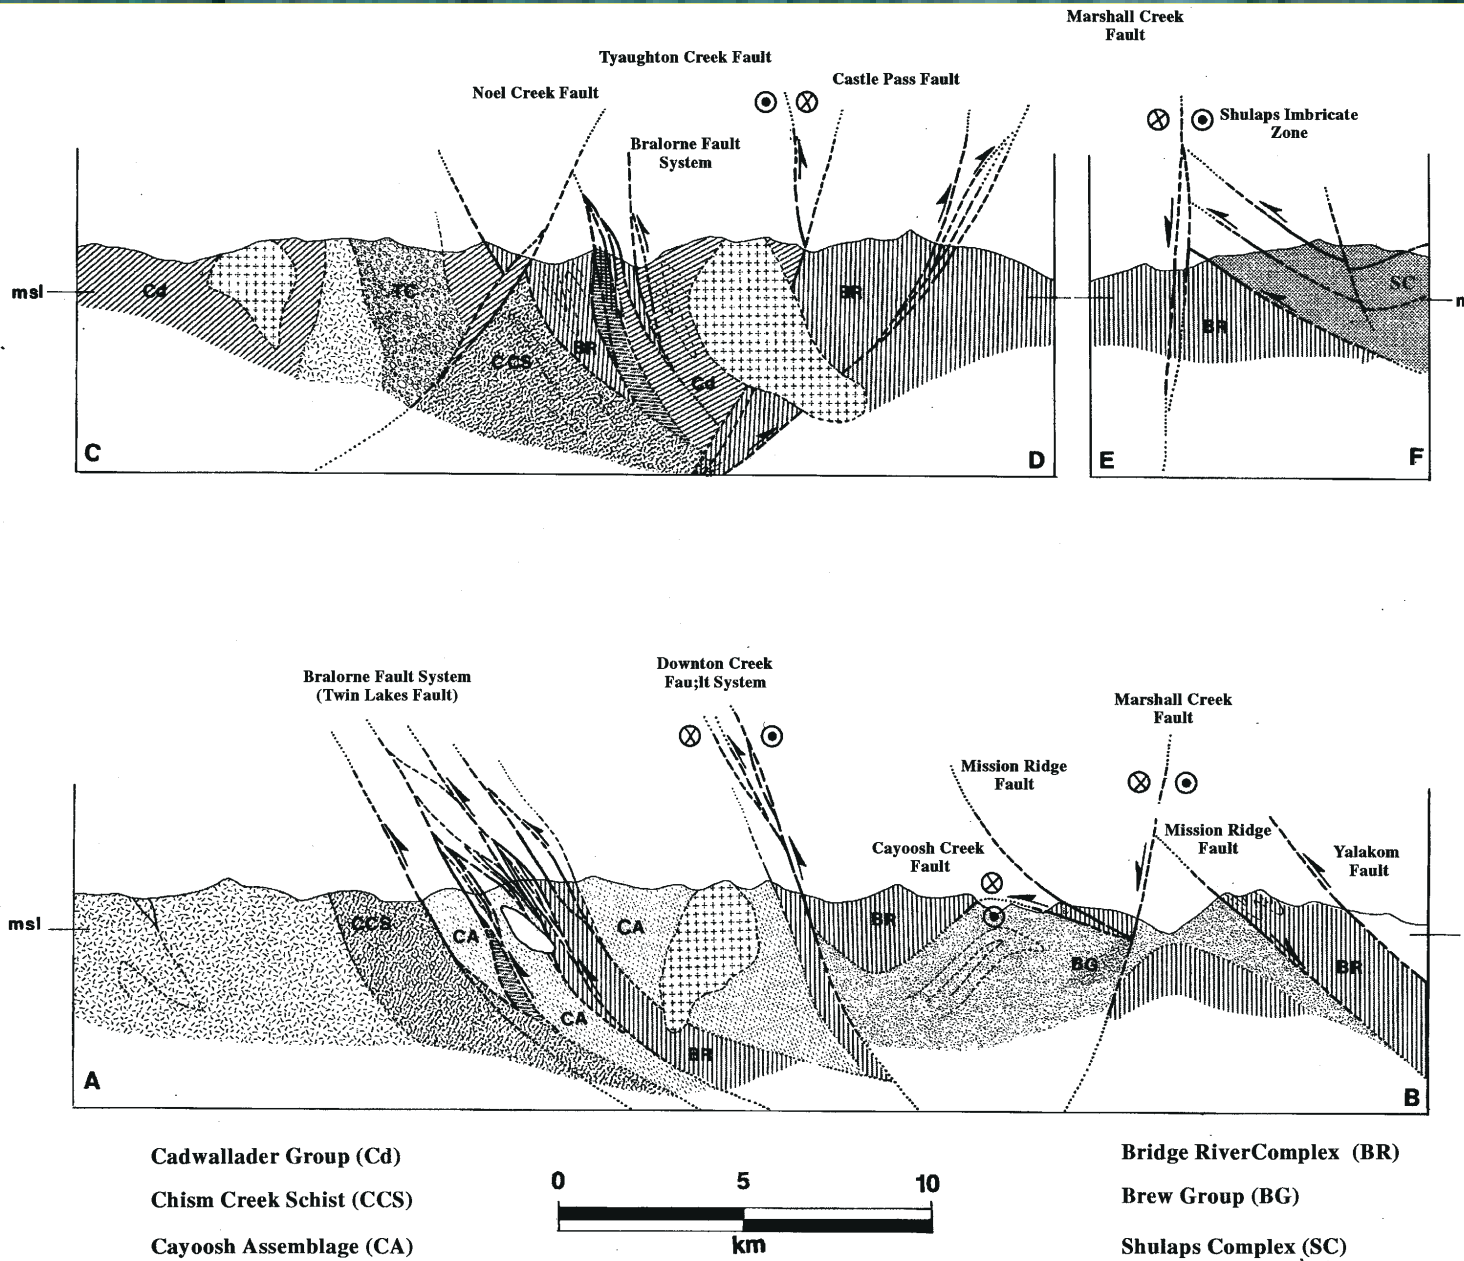 Marshall Creek
Fault
Tyaughton Creek Fault
Castle Pass Fault
Noel Creek Fault
Shulaps Imbricate
Zone
Bralorne Fault
System
msl
Cd
TC
CCS
BR
Cd
BR
BR
SC
C
D
E
F
Bralorne Fault System
(Twin Lakes Fault)
Downton Creek
Fau;lt System
Marshall Creek
Fault
Mission Ridge
Fault
Mission Ridge
Fault
Cayoosh Creek
Fault
Yalakom
Fault
msl
CCS
CA
CA
CA
BR
BR
BG
BR
A
B
Cadwallader Group (Cd)
Chism Creek Schist (CCS)
Cayoosh Assemblage (CA)
0 5 10
km
Bridge RiverComplex (BR)
Brew Group (BG)
Shulaps Complex (SC)